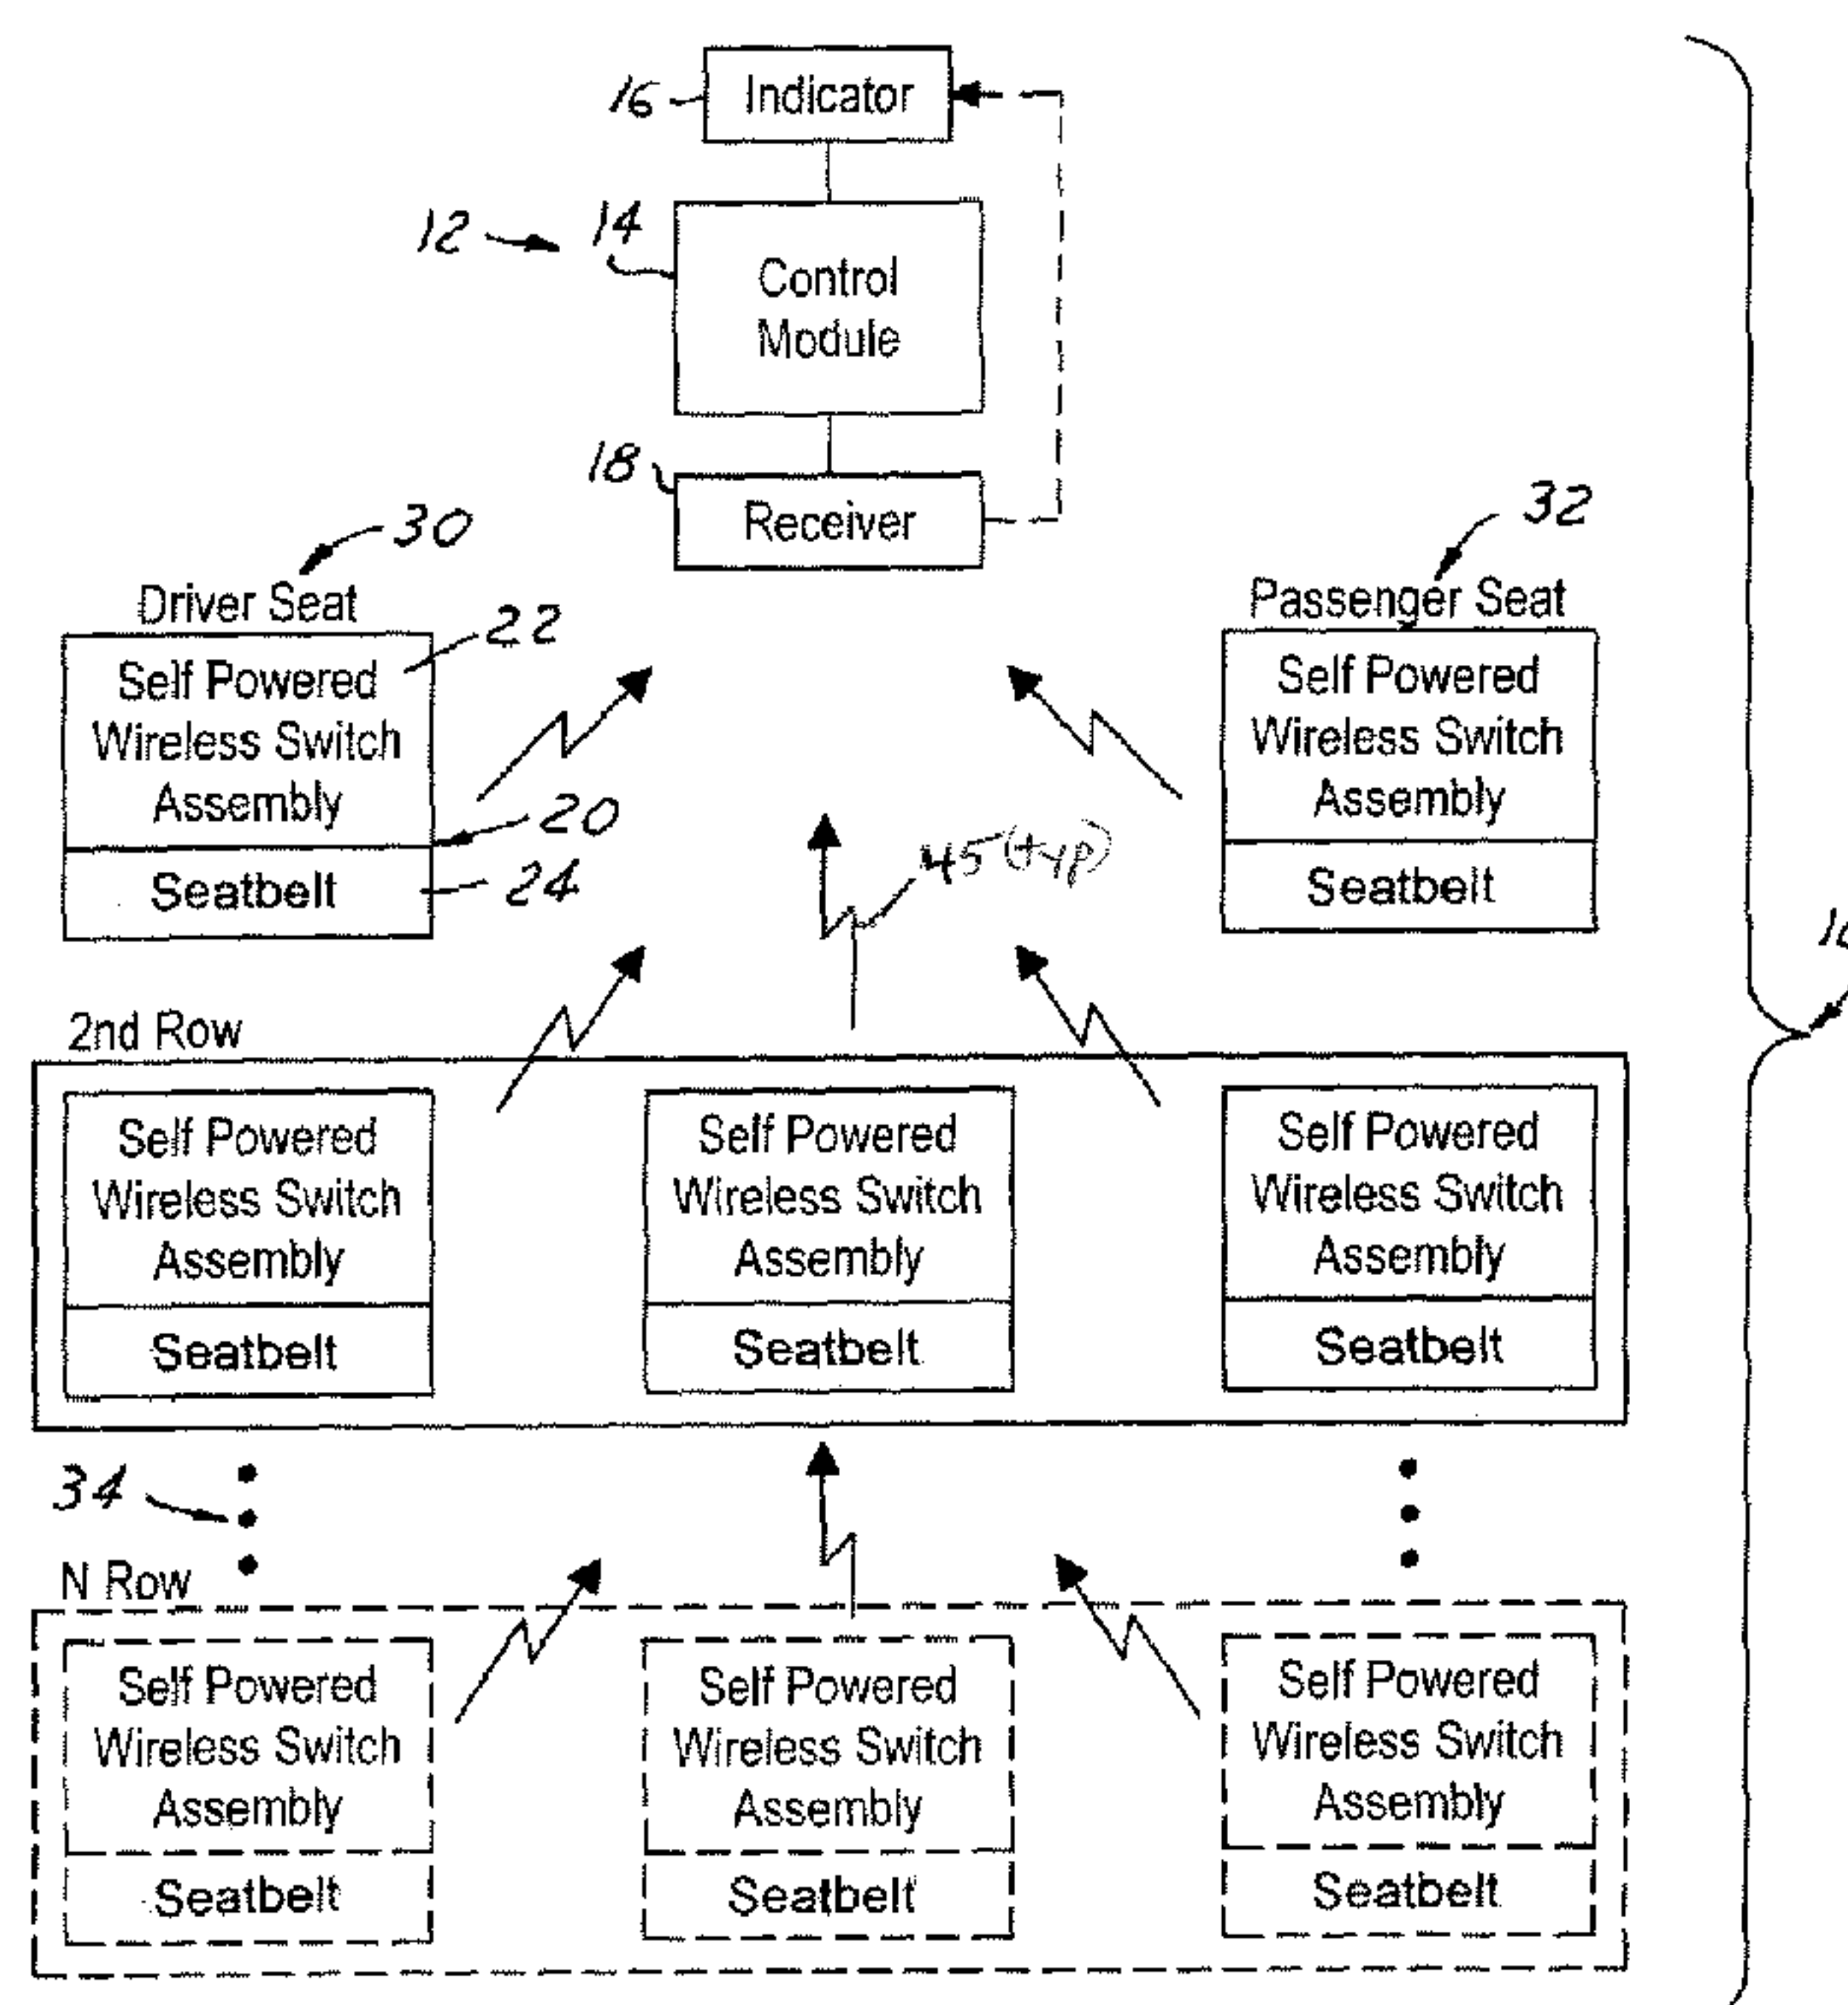 16
Indicator
12
14
Control
Module
18
Receiver
30
32
Driver Seat
Passenger Seat
22
Self Powered
Wireless Switch
Assembly
Self Powered
Wireless Switch
Assembly
20
45 (typ)
Seatbelt
24
Seatbelt
2nd Row
Self Powered
Wireless Switch
Assembly
Self Powered
Wireless Switch
Assembly
Self Powered
Wireless Switch
Assembly
Seatbelt
Seatbelt
Seatbelt
34
N Row
Self Powered
Wireless Switch
Assembly
Self Powered
Wireless Switch
Assembly
Self Powered
Wireless Switch
Assembly
Seatbelt
Seatbelt
Seatbelt